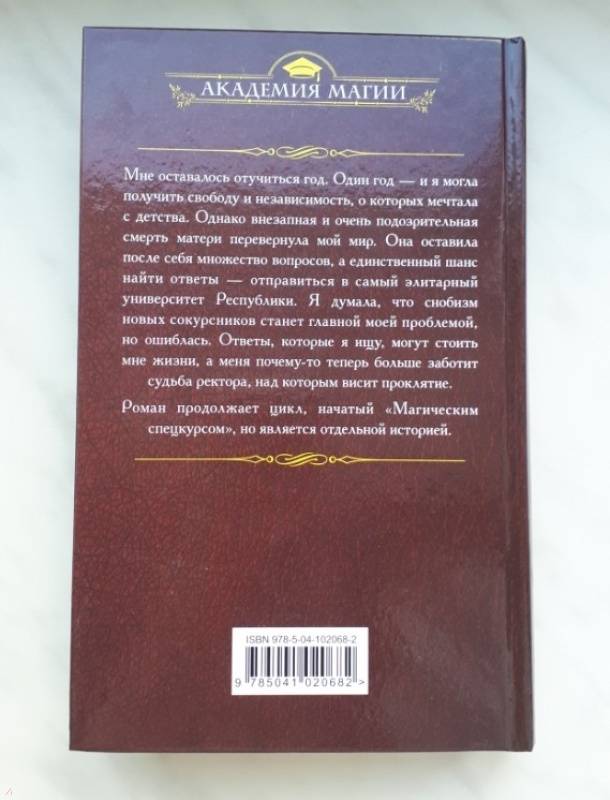 АКАДЕМИЯ МАГИИ
Мне оставалось отучиться год. Один год — и я могла
получить свободу и независимость, о которых мечтала
с детства. Однако внезапная и очень подозрительная
смерть матери перевернула мой мир. Она оставила
после себя множество вопросов, а единственный шанс
найти ответы — отправиться в самый элитарный
университет Республики. Я думала, что снобизм
новых сокурсников станет главной моей проблемой,
но ошиблась. Ответы, которые я ищу, могут стоить
мне жизни, а меня почему-то теперь больше заботит
судьба ректора, над которым висит проклятие.
Роман продолжает цикл, начатый «Магическим
спецкурсом», но является отдельной историей.
ISBN 978-5-04-102068-2
9 785041 020682 >